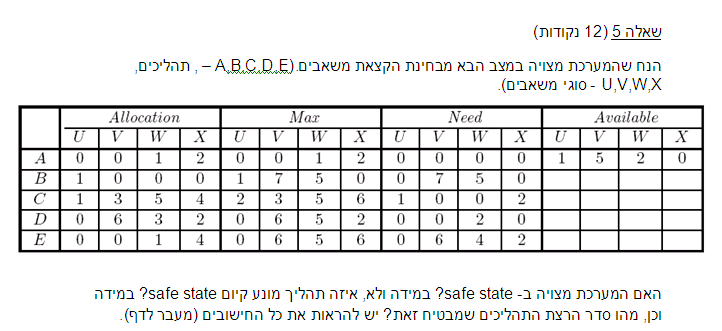 שאלה 5 (12 נקודות)
הנח שהמערכת מצויה במצב הבא מבחינת הקצאת משאבים.(A,B,C,D,E – , תהליכים,
U,V,W,X - סוגי משאבים).
Allocation Max Need Available
U V W X U V W X U V W X U V W X
A 0 0 1 2 0 0 1 2 0 0 0 0 1 5 2 0
B 1 0 0 0 1 7 5 0 0 7 5 0
C 1 3 5 4 2 3 5 6 1 0 0 2
D 0 6 3 2 0 6 5 2 0 0 2 0
E 0 0 1 4 0 6 5 6 0 6 4 2
האם המערכת מצויה ב- safe state? במידה ולא, איזה תהליך מונע קיום safe state? במידה
וכן, מהו סדר הרצת התהליכים שמבטיח זאת? יש להראות את כל החישובים (מעבר לדף).